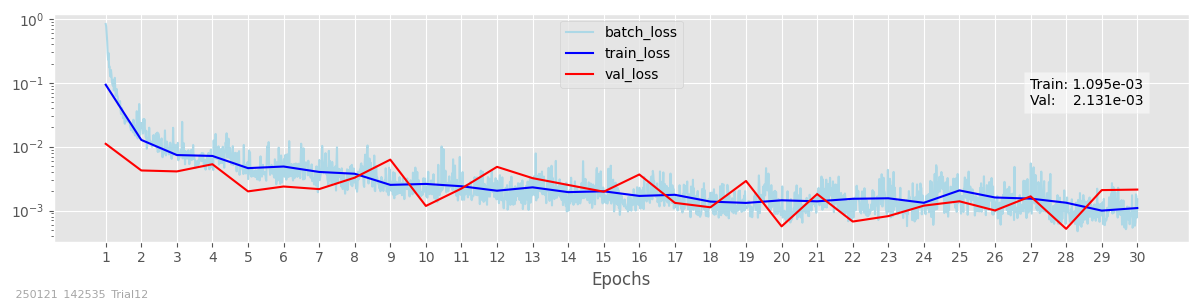 batch_loss
train_loss
val_loss
Train: 1.095e-03
Val: 2.131e-03
10⁰
10⁻¹
10⁻²
10⁻³
1 2 3 4 5 6 7 8 9 10 11 12 13 14 15 16 17 18 19 20 21 22 23 24 25 26 27 28 29 30
Epochs
250121_142535_Trial12